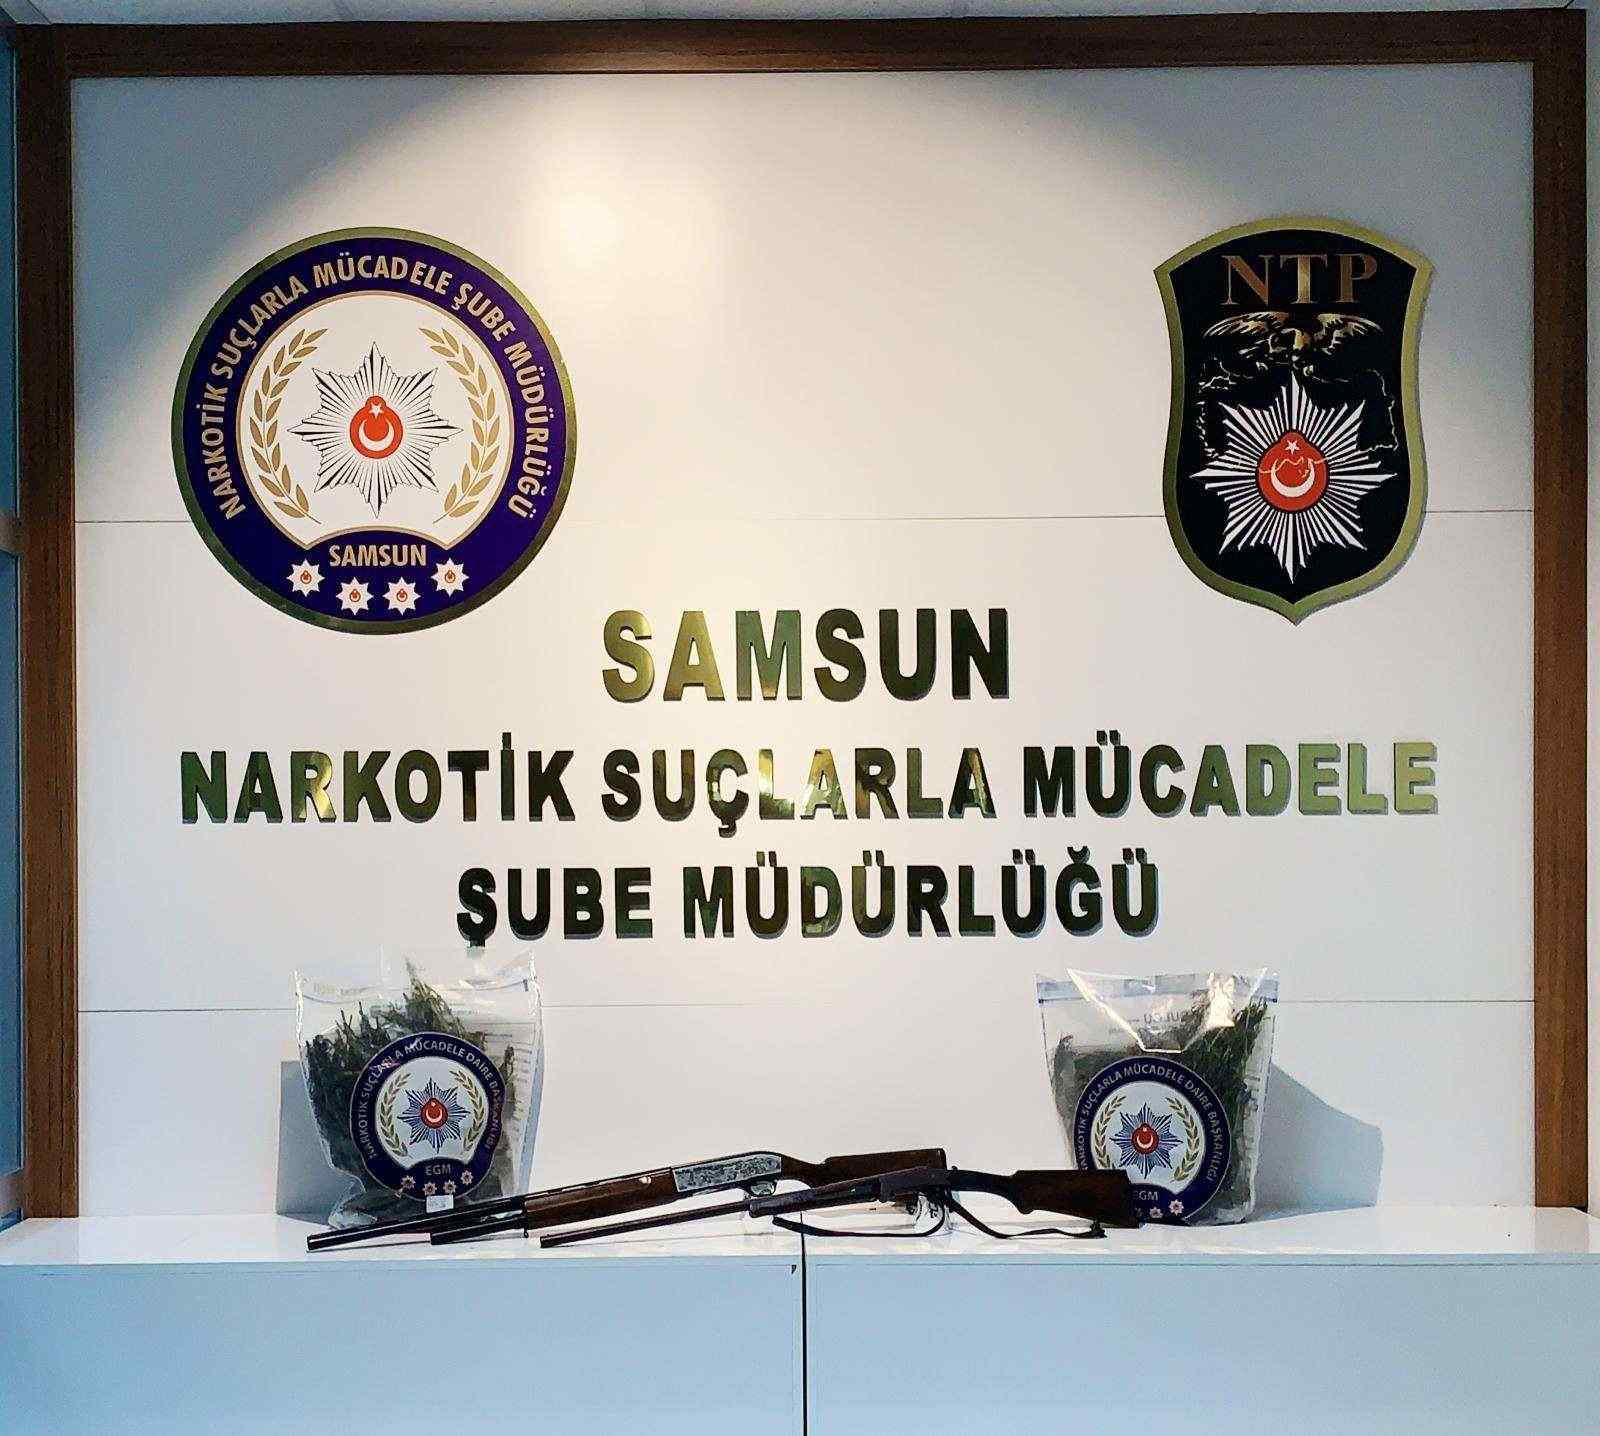 NARKOTİK SUÇLARLA MÜCADELE ŞUBE MÜDÜRLÜĞÜ
SAMSUN
NTP
SAMSUN
NARKOTİK SUÇLARLA MÜCADELE
ŞUBE MÜDÜRLÜĞÜ
NARKOTİK SUÇLARLA MÜCADELE DAİRE BAŞKANLIĞI
EGM
NARKOTİK SUÇLARLA MÜCADELE DAİRE BAŞKANLIĞI
EGM